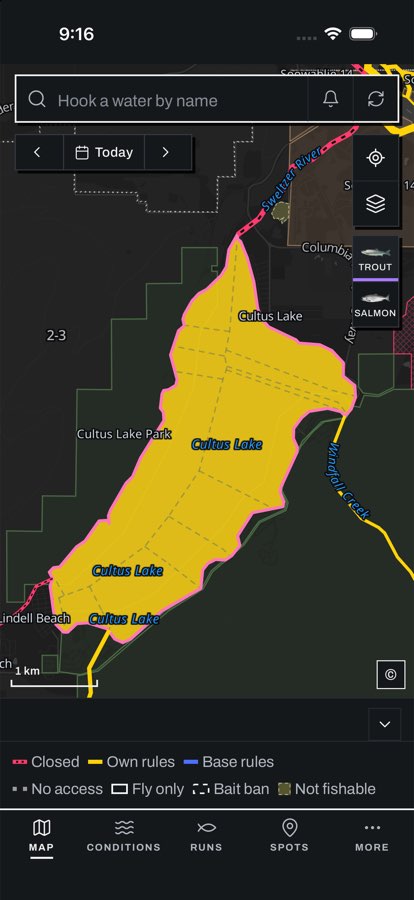 9:16
Hook a water by name
Today
Sweltzer River
Columbia
TROUT
SALMON
Cultus Lake
2-3
Cultus Lake Park
Cultus Lake
Windfall Creek
Cultus Lake
Lindell Beach
Cultus Lake
ch
1 km
©
Closed Own rules Base rules
No access Fly only Bait ban Not fishable
MAP CONDITIONS RUNS SPOTS MORE